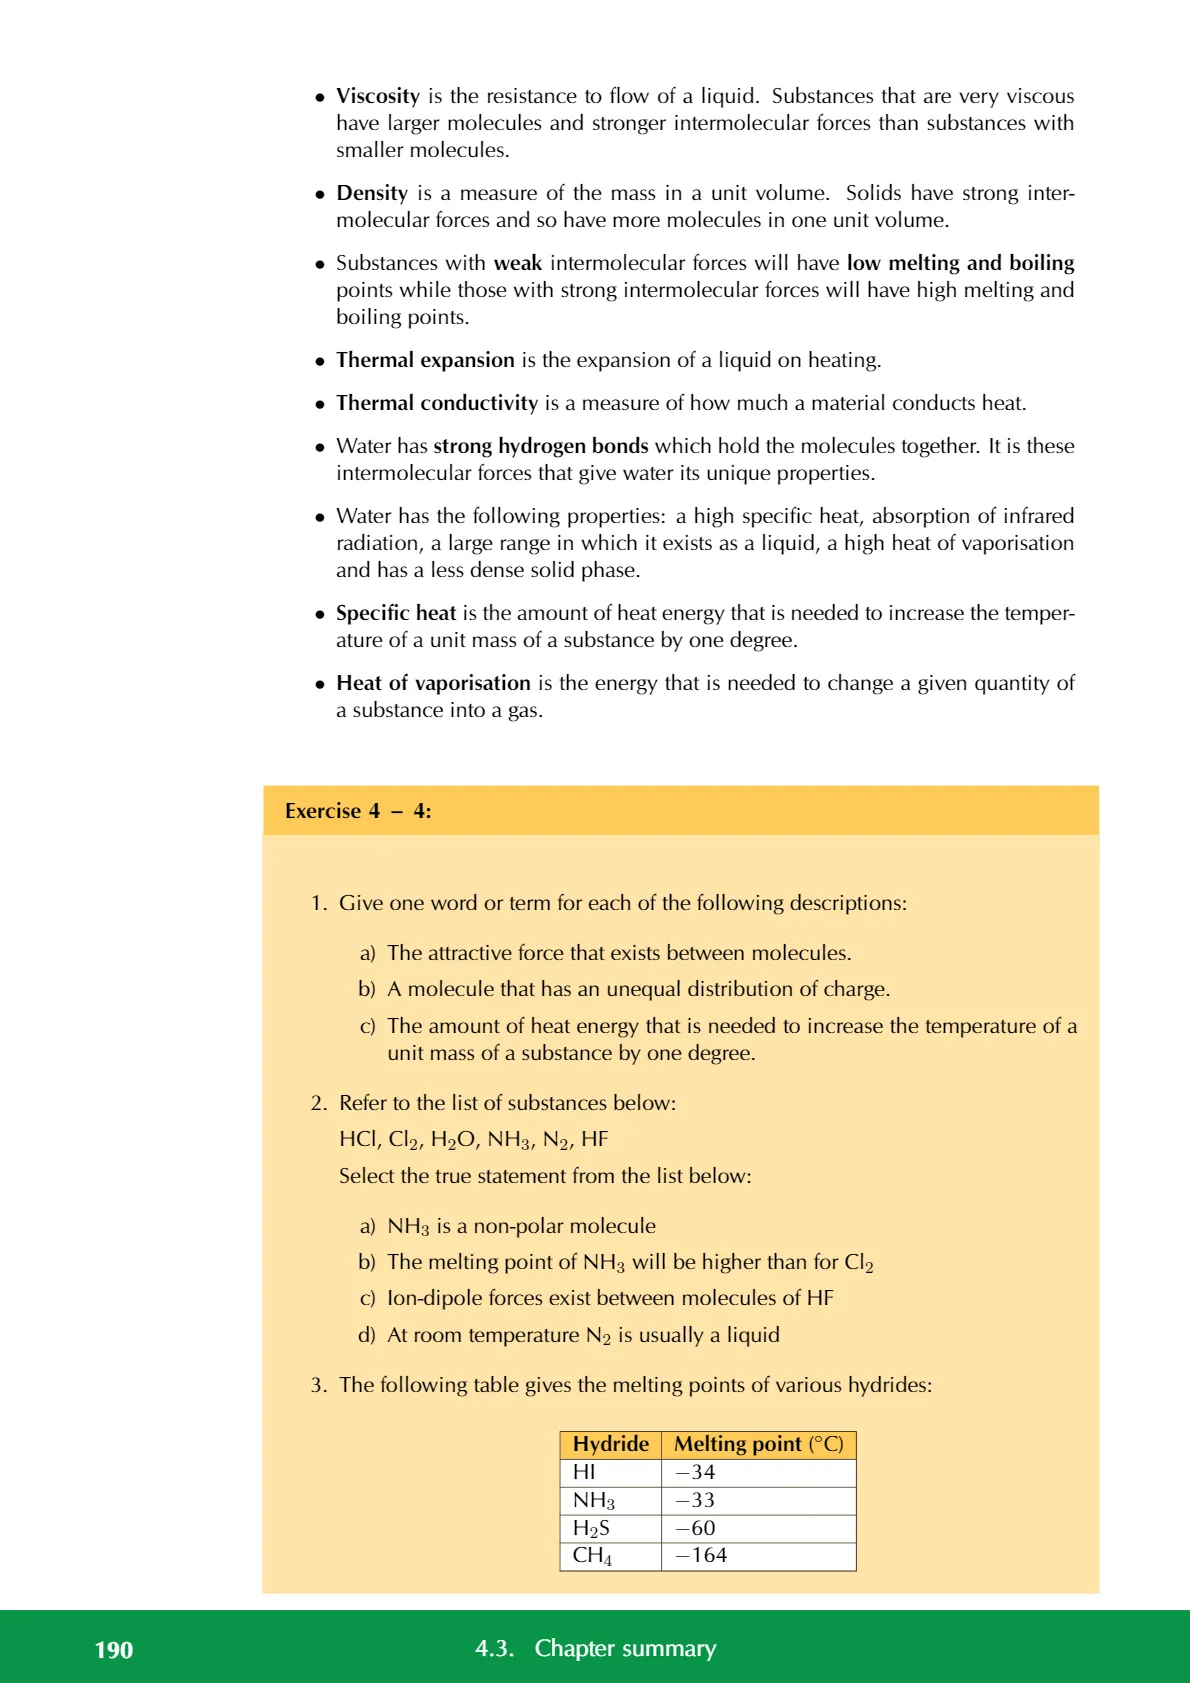 • Viscosity is the resistance to flow of a liquid. Substances that are very viscous
have larger molecules and stronger intermolecular forces than substances with
smaller molecules.
• Density is a measure of the mass in a unit volume. Solids have strong inter-
molecular forces and so have more molecules in one unit volume.
• Substances with weak intermolecular forces will have low melting and boiling
points while those with strong intermolecular forces will have high melting and
boiling points.
• Thermal expansion is the expansion of a liquid on heating.
• Thermal conductivity is a measure of how much a material conducts heat.
• Water has strong hydrogen bonds which hold the molecules together. It is these
intermolecular forces that give water its unique properties.
• Water has the following properties: a high specific heat, absorption of infrared
radiation, a large range in which it exists as a liquid, a high heat of vaporisation
and has a less dense solid phase.
• Specific heat is the amount of heat energy that is needed to increase the temper-
ature of a unit mass of a substance by one degree.
• Heat of vaporisation is the energy that is needed to change a given quantity of
a substance into a gas.
Exercise 4 – 4:
1. Give one word or term for each of the following descriptions:
a) The attractive force that exists between molecules.
b) A molecule that has an unequal distribution of charge.
c) The amount of heat energy that is needed to increase the temperature of a
unit mass of a substance by one degree.
2. Refer to the list of substances below:
HCl, Cl₂, H₂O, NH₃, N₂, HF
Select the true statement from the list below:
a) NH₃ is a non-polar molecule
b) The melting point of NH₃ will be higher than for Cl₂
c) Ion-dipole forces exist between molecules of HF
d) At room temperature N₂ is usually a liquid
3. The following table gives the melting points of various hydrides:
Hydride Melting point (°C)
HI −34
NH₃ −33
H₂S −60
CH₄ −164
190 4.3. Chapter summary